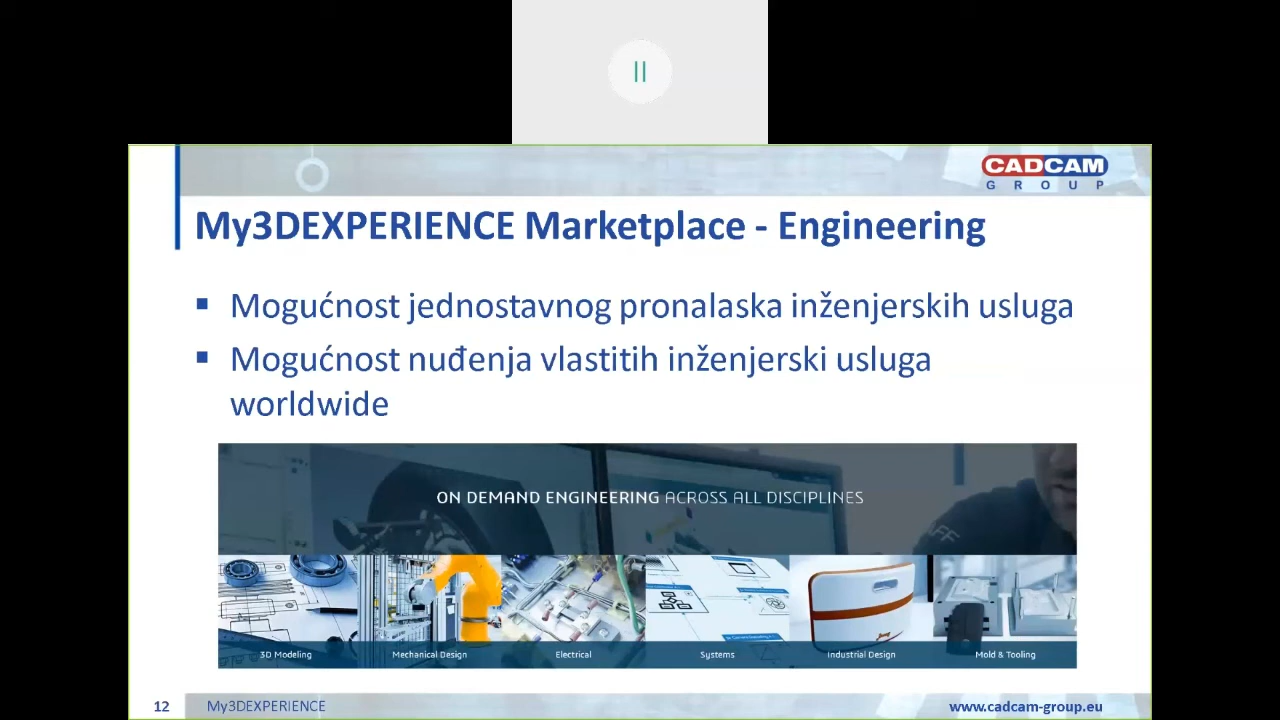 CADCAM
GROUP
My3DEXPERIENCE Marketplace - Engineering
Mogućnost jednostavnog pronalaska inženjerskih usluga
Mogućnost nuđenja vlastitih inženjerski usluga
worldwide
ON DEMAND ENGINEERING ACROSS ALL DISCIPLINES
3D Modeling
Mechanical Design
Electrical
Systems
Industrial Design
Mold & Tooling
12
My3DEXPERIENCE
www.cadcam-group.eu